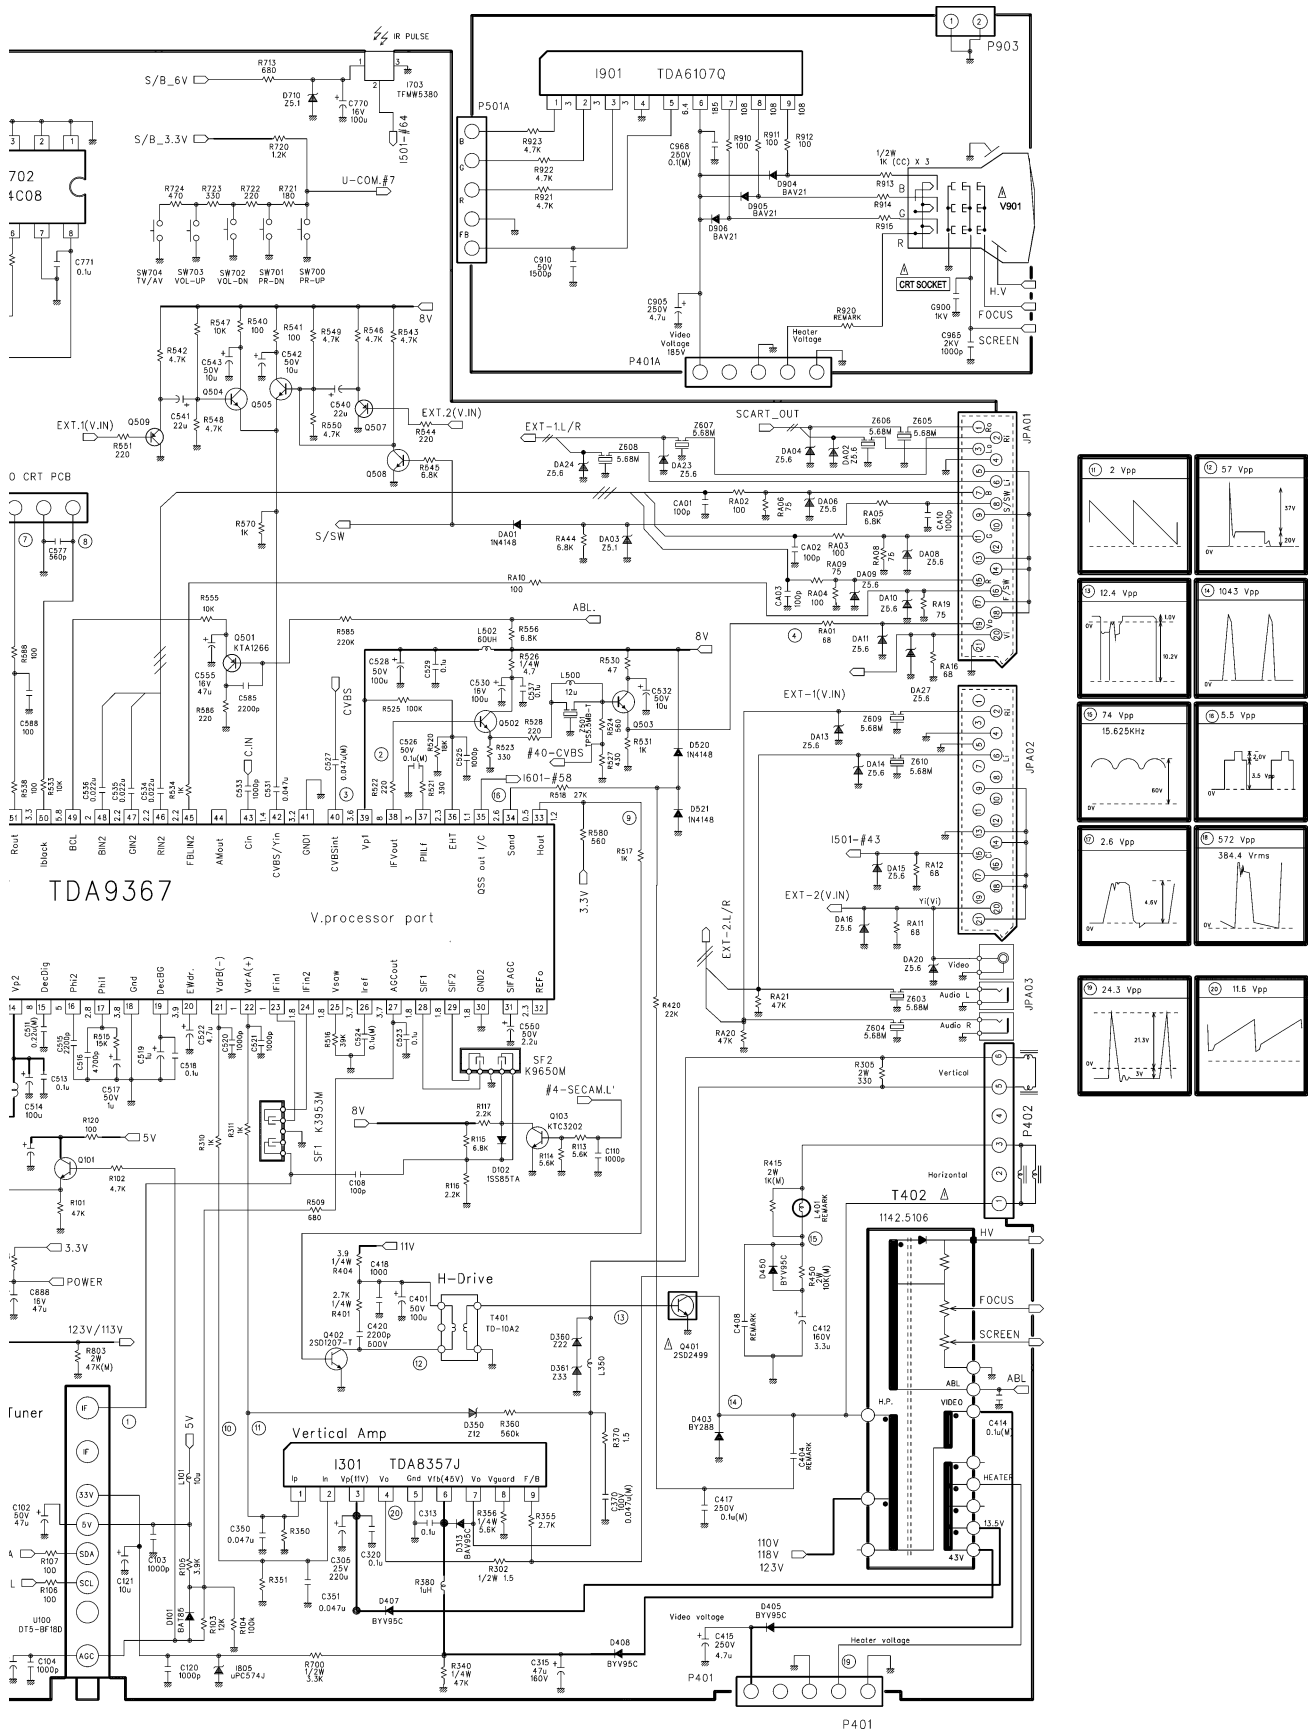 IR PULSE
S/B_6V
R713
680
D710
Z5.1
C770
16V
100u
I703
TFMW5380
I501-#64
S/B_3.3V
R720
1.2K
U-COM.#7
R724
470
R723
330
R722
220
R721
180
SW704
TV/AV
SW703
VOL-UP
SW702
VOL-DN
SW701
PR-DN
SW700
PR-UP
C771
0.1u
702
4C08
P501A
I901 TDA6107Q
P903
R923
4.7K
R922
4.7K
R921
4.7K
C910
50V
1500p
C968
250V
0.1(M)
R910
100
R911
100
R912
100
D904
BAV21
D905
BAV21
D906
BAV21
1/2W
1K (CC) X 3
R913
R914
R915
V901
CRT SOCKET
H.V
FOCUS
SCREEN
G900
1KV
C965
2KV
1000p
C905
250V
4.7u
Video
Voltage
185V
R920
REMARK
Heater
Voltage
P401A
8V
R547
10K
R540
100
R541
100
R549
4.7K
R546
4.7K
R543
4.7K
R542
4.7K
C543
50V
10u
C542
50V
10u
Q504
Q505
Q509
C541
22u
R548
4.7K
R550
4.7K
C540
22u
Q507
EXT.1(V.IN)
R551
220
EXT.2(V.IN)
R544
220
Q508
R545
6.8K
SCART_OUT
EXT-1.L/R
Z608
5.68M
Z607
5.68M
Z606
5.68M
Z605
5.68M
DA24
Z5.6
DA23
Z5.6
DA04
Z5.6
DA02
Z5.6
JPA01
O CRT PCB
C577
560p
R570
1K
S/SW
DA01
1N4148
RA44
6.8K
DA03
Z5.1
CA01
100p
RA02
100
RA06
75
DA06
Z5.6
RA05
6.8K
CA10
1000p
CA02
100p
RA03
100
RA08
75
DA08
Z5.6
RA09
75
CA03
100p
RA04
100
DA09
Z5.6
DA10
Z5.6
RA19
75
RA10
100
RA01
68
DA11
Z5.6
RA16
68
DA27
Z5.6
R555
10K
Q501
KTA1266
C555
16V
47u
R586
220
C585
2200p
R585
220K
ABL.
L502
60UH
R556
6.8K
8V
C528
50V
100u
C529
0.1u
R526
1/4W
4.7
C530
16V
100u
C537
0.1u
R525 100K
Q502
R528
220
L500
12u
Z501
TPS5.5MB-T
R524
560
R530
47
Q503
C532
50V
10u
R531
1K
R527
430
R523
330
#40-CVBS
D520
1N4148
D521
1N4148
R588
100
C588
100
R538
100
R533
10K
C536
0.022u
C535
0.022u
C534
0.022u
R534
1K
C.IN
C533
1000p
C531
0.047u
CVBS
C527
0.047u(M)
R522
220
C526
50V
0.1u(M)
R520
18K
R521
390
C525
1000p
I601-#58
R518 27K
R580
560
3.3V
R517
1K
Rout
Iblack
BCL
BIN2
GIN2
RIN2
FBLIN2
AMout
Cin
CVBS/Yin
GND1
CVBSint
Vp1
IFVout
PllLf
EHT
QSS out I/C
Sand
Hout
TDA9367
V.processor part
Vp2
DecDig
Phi2
Phi1
Gnd
DecBG
EWdr.
VdrB(-)
VdrA(+)
IFin1
IFin2
Vsaw
Iref
AGCout
SIF1
SIF2
GND2
SIFAGC
REFo
C511
0.22u(M)
C513
0.1u
C514
100u
C515
2200p
C516
4700p
R515
15K
C517
50V
1u
C519
1u
C518
0.1u
C522
4.7u
C520
1000p
C521
1000p
R516
39K
C524
0.1u(M)
C523
0.1u
C550
50V
2.2u
SF1 K3953M
SF2
K9650M
#4-SECAM.L'
R117
2.2K
R115
6.8K
R116
2.2K
D102
1SS85TA
Q103
KTC3202
R114
5.6K
R113
5.6K
C110
1000p
C108
100p
R509
680
R310
1K
R311
1K
R120
100
5V
Q101
R102
4.7K
R101
47K
3.3V
POWER
C888
16V
47u
123V/113V
R803
2W
47K(M)
EXT-1(V.IN)
DA13
Z5.6
Z609
5.68M
DA14
Z5.6
Z610
5.68M
JPA02
I501-#43
DA15
Z5.6
RA12
68
EXT-2(V.IN)
Yi(Vi)
DA16
Z5.6
RA11
68
EXT-2.L/R
DA20
Z5.6
Video
Audio L
Audio R
JPA03
RA21
47K
RA20
47K
Z603
5.68M
Z604
5.68M
R420
22K
R305
2W
330
Vertical
Horizontal
P402
R415
2W
1K(M)
L401
REMARK
D450
BYV95C
R450
2W
10K(M)
C408
REMARK
C412
160V
3.3u
T402
1142.5106
HV
FOCUS
SCREEN
ABL
H.P.
VIDEO
HEATER
13.5V
43V
C414
0.1u(M)
11V
3.9
1/4W
R404
C418
1000
C401
50V
100u
2.7K
1/4W
R401
C420
2200p
500V
Q402
2SD1207-T
H-Drive
T401
TD-10A2
Q401
2SD2499
D360
Z22
D361
Z33
L350
D403
BY288
C404
REMARK
C417
250V
0.1u(M)
110V
118V
123V
D350
Z12
R360
560k
R370
1.5
C370
100V
0.047u(M)
Vertical Amp
I301 TDA8357J
Ip
In
Vp(11V)
Vo
Gnd
Vfb(45V)
Vo
Vguard
F/B
C350
0.047u
R350
R351
C351
0.047u
C305
25V
220u
C320
0.1u
C313
0.1u
D313
BAV95C
R356
1/4W
5.6K
R355
2.7K
R302
1/2W 1.5
R380
1uH
D407
BYV95C
D408
BYV95C
R340
1/4W
47K
C315
47u
160V
R700
1/2W
3.3K
Video voltage
D405
BYV95C
C415
250V
4.7u
Heater voltage
P401
P401
Tuner
IF
IF
33V
5V
SDA
SCL
AGC
U100
DT5-BF18D
C102
50V
47u
R107
100
R106
100
C121
10u
C103
1000p
L101
10u
5V
R105
3.9K
D101
BAT85
R103
12K
R104
100k
C104
1000p
C120
1000p
I805
uPC574J
11 2 Vpp
12 57 Vpp
37V
20V
0V
13 12.4 Vpp
1.0V
10.2V
0V
14 1043 Vpp
0V
15 74 Vpp
15.625KHz
60V
0V
16 5.5 Vpp
2.0V
3.5 Vpp
0V
17 2.6 Vpp
4.6V
0V
18 572 Vpp
384.4 Vrms
0V
19 24.3 Vpp
21.3V
3V
0V
20 11.6 Vpp